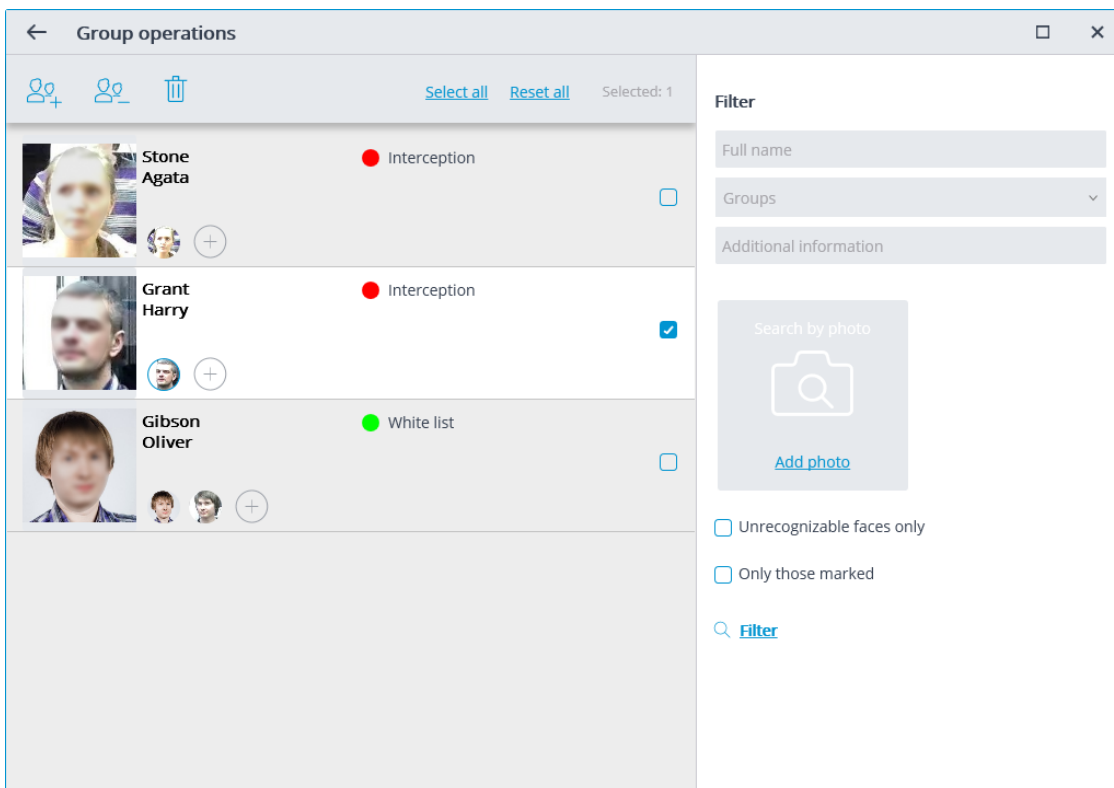 Group operations
Select all Reset all Selected: 1
Stone
Agata
Interception
Grant
Harry
Interception
Gibson
Oliver
White list
Filter
Full name
Groups
Additional information
Search by photo
Add photo
Unrecognizable faces only
Only those marked
Filter